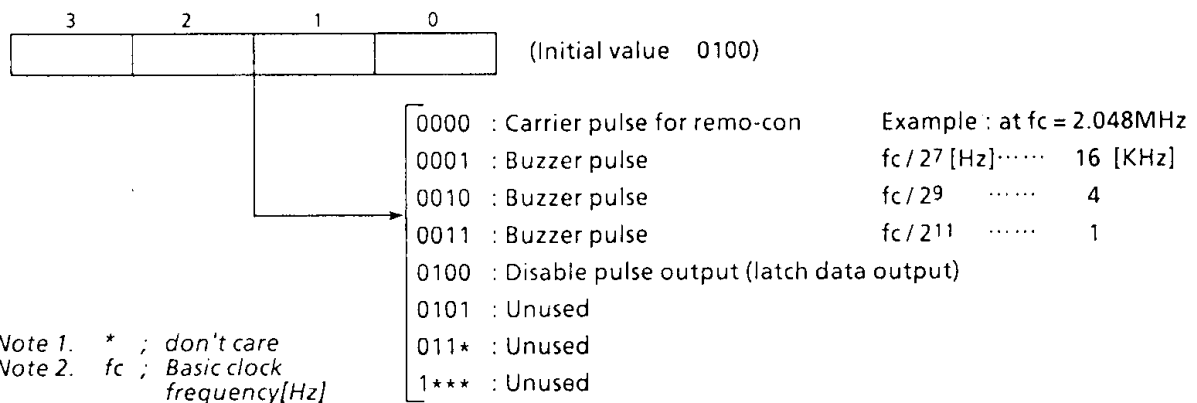 3 2 1 0
(Initial value 0100)
0000 : Carrier pulse for remo-con Example : at fc = 2.048MHz
0001 : Buzzer pulse fc / 2⁷ [Hz]······ 16 [KHz]
0010 : Buzzer pulse fc / 2⁹ ······ 4
0011 : Buzzer pulse fc / 2¹¹ ······ 1
0100 : Disable pulse output (latch data output)
0101 : Unused
Note 1. * ; don't care
011* : Unused
Note 2. fc ; Basic clock
frequency[Hz]
1*** : Unused